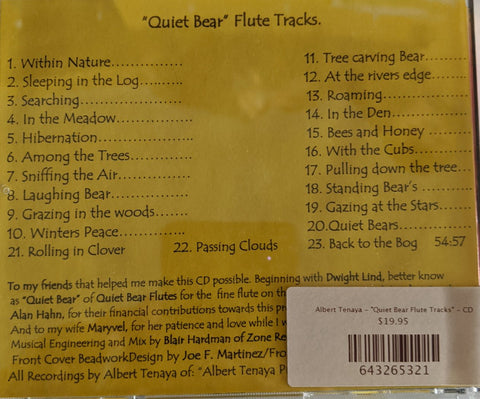 "Quiet Bear" Flute Tracks.
1. Within Nature...............
2. Sleeping in the Log..........
3. Searching....................
4. In the Meadow..............
5. Hibernation.................
6. Among the Trees............
7. Sniffing the Air..............
8. Laughing Bear..............
9. Grazing in the woods.......
10. Winters Peace..............
21. Rolling in Clover
22. Passing Clouds
11. Tree carving Bear..........
12. At the rivers edge.........
13. Roaming....................
14. In the Den.................
15. Bees and Honey ..........
16. With the Cubs.............
17. Pulling down the tree...
18. Standing Bear's .........
19. Gazing at the Stars.......
20.Quiet Bears...............
23. Back to the Bog 54:57
To my friends that helped me make this CD possible. Beginning with Dwight Lind, better know
as "Quiet Bear" of Quiet Bear Flutes for the fine flute on th
Alan Hahn, for their financial contributions towards this pr
And to my wife Maryvel, for her patience and love while I w
Musical Engineering and Mix by Blair Hardman of Zone Re
Front Cover BeadworkDesign by Joe F. Martinez/Fro
All Recordings by Albert Tenaya of: "Albert Tenaya P
Albert Tenaya - "Quiet Bear Flute Tracks" - CD
$19.95
643265321